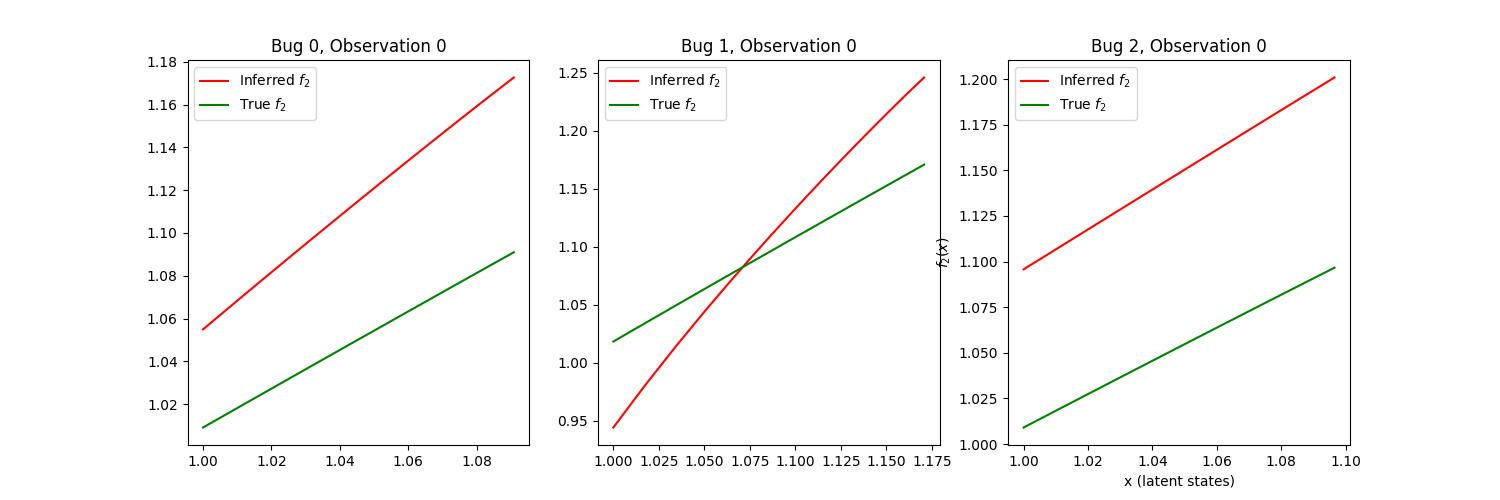 Bug 0, Observation 0
Inferred f₂
True f₂
1.18
1.16
1.14
1.12
1.10
1.08
1.06
1.04
1.02
1.00 1.02 1.04 1.06 1.08
Bug 1, Observation 0
Inferred f₂
True f₂
1.25
1.20
1.15
1.10
1.05
1.00
0.95
1.000 1.025 1.050 1.075 1.100 1.125 1.150 1.175
Bug 2, Observation 0
Inferred f₂
True f₂
f₂(x)
1.200
1.175
1.150
1.125
1.100
1.075
1.050
1.025
1.000
1.00 1.02 1.04 1.06 1.08 1.10
x (latent states)